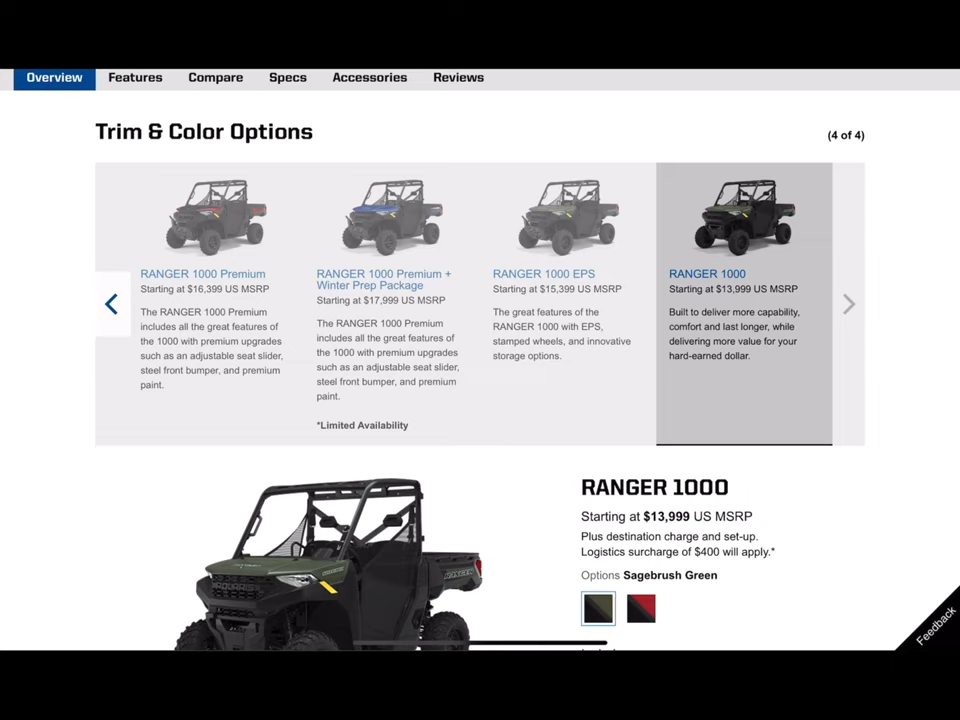 Overview Features Compare Specs Accessories Reviews
Trim & Color Options
(4 of 4)
RANGER 1000 Premium
Starting at $16,399 US MSRP
The RANGER 1000 Premium
includes all the great features of
the 1000 with premium upgrades
such as an adjustable seat slider,
steel front bumper, and premium
paint.
RANGER 1000 Premium +
Winter Prep Package
Starting at $17,999 US MSRP
The RANGER 1000 Premium
includes all the great features of
the 1000 with premium upgrades
such as an adjustable seat slider,
steel front bumper, and premium
paint.
*Limited Availability
RANGER 1000 EPS
Starting at $15,399 US MSRP
The great features of the
RANGER 1000 with EPS,
stamped wheels, and innovative
storage options.
RANGER 1000
Starting at $13,999 US MSRP
Built to deliver more capability,
comfort and last longer, while
delivering more value for your
hard-earned dollar.
RANGER 1000
Starting at $13,999 US MSRP
Plus destination charge and set-up.
Logistics surcharge of $400 will apply.*
Options Sagebrush Green
RANGER
Feedback